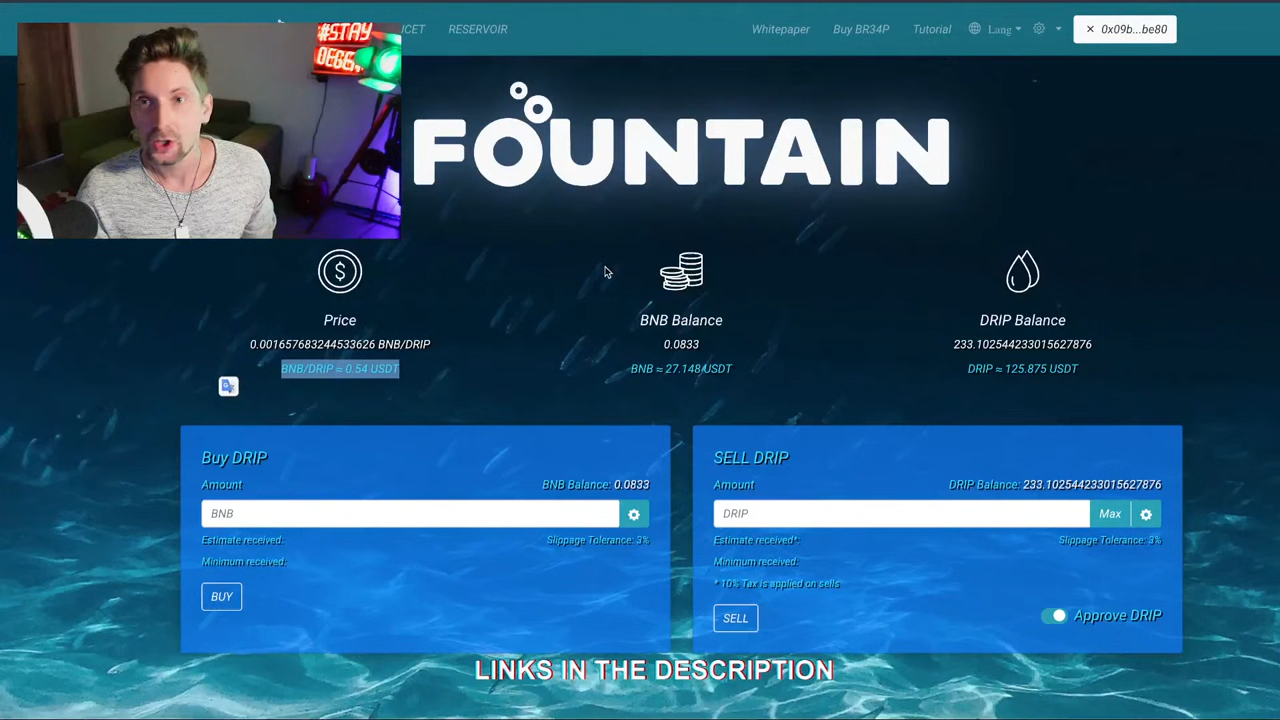 #STAY
UCET
RESERVOIR
Whitepaper
Buy BR34P
Tutorial
Lang
× 0x09b...be80
FOUNTAIN
Price
0.001657683244533626 BNB/DRIP
BNB/DRIP ≈ 0.54 USDT
BNB Balance
0.0833
BNB ≈ 27.148 USDT
DRIP Balance
233.102544233015627876
DRIP ≈ 125.875 USDT
Buy DRIP
Amount
BNB Balance: 0.0833
BNB
Estimate received:
Slippage Tolerance: 3%
Minimum received:
BUY
SELL DRIP
Amount
DRIP Balance: 233.102544233015627876
DRIP
Max
Estimate received*:
Slippage Tolerance: 3%
Minimum received:
* 10% Tax is applied on sells
SELL
Approve DRIP
LINKS IN THE DESCRIPTION